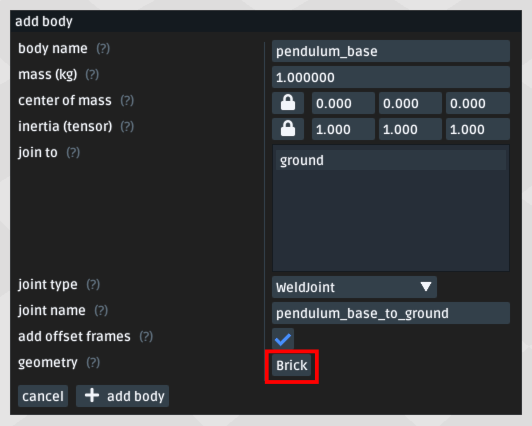 add body
body name (?) pendulum_base
mass (kg) (?) 1.000000
center of mass (?) 0.000 0.000 0.000
inertia (tensor) (?) 1.000 1.000 1.000
join to (?) ground
joint type (?) WeldJoint
joint name (?) pendulum_base_to_ground
add offset frames (?)
geometry (?) Brick
cancel + add body